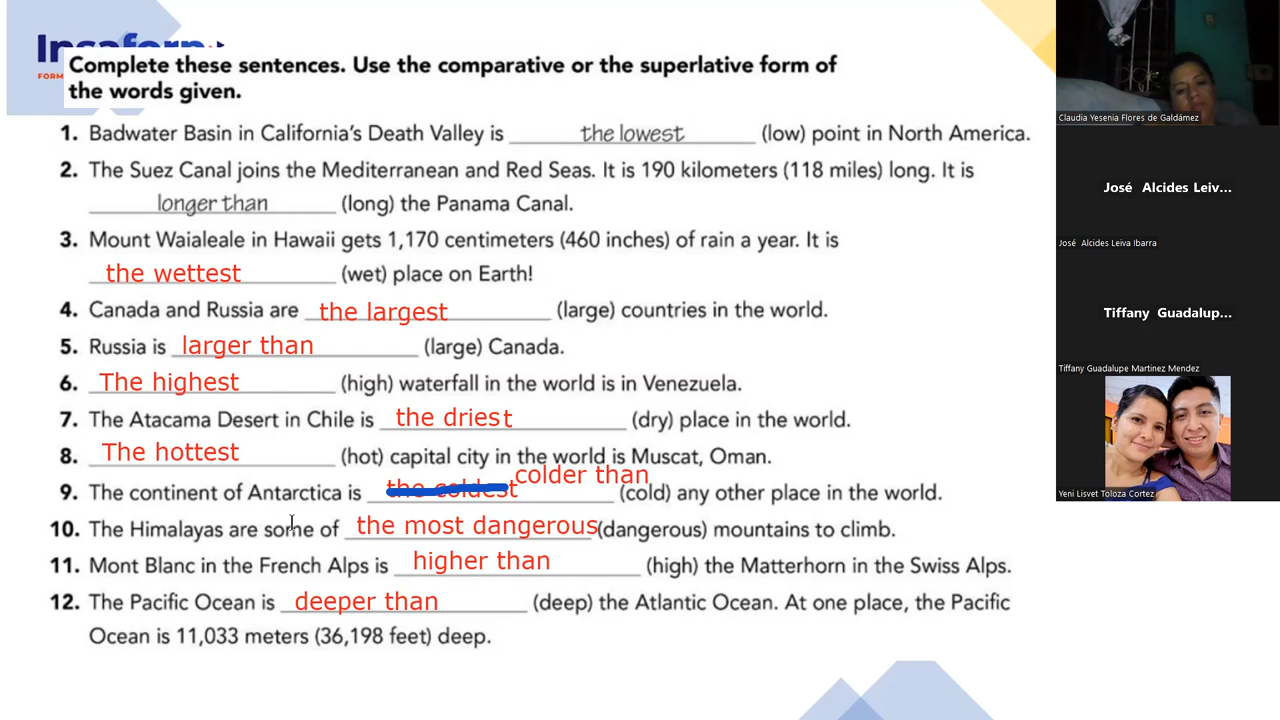 Insaforp
FORM
Complete these sentences. Use the comparative or the superlative form of
the words given.
1. Badwater Basin in California's Death Valley is the lowest (low) point in North America.
2. The Suez Canal joins the Mediterranean and Red Seas. It is 190 kilometers (118 miles) long. It is
longer than (long) the Panama Canal.
3. Mount Waialeale in Hawaii gets 1,170 centimeters (460 inches) of rain a year. It is
the wettest (wet) place on Earth!
4. Canada and Russia are the largest (large) countries in the world.
5. Russia is larger than (large) Canada.
6. The highest (high) waterfall in the world is in Venezuela.
7. The Atacama Desert in Chile is the driest (dry) place in the world.
8. The hottest (hot) capital city in the world is Muscat, Oman.
9. The continent of Antarctica is the coldest colder than (cold) any other place in the world.
10. The Himalayas are some of the most dangerous (dangerous) mountains to climb.
11. Mont Blanc in the French Alps is higher than (high) the Matterhorn in the Swiss Alps.
12. The Pacific Ocean is deeper than (deep) the Atlantic Ocean. At one place, the Pacific
Ocean is 11,033 meters (36,198 feet) deep.
Claudia Yesenia Flores de Galdámez
José Alcides Leiv...
José Alcides Leiva Ibarra
Tiffany Guadalup...
Tiffany Guadalupe Martinez Mendez
Yeni Lisvet Toloza Cortez